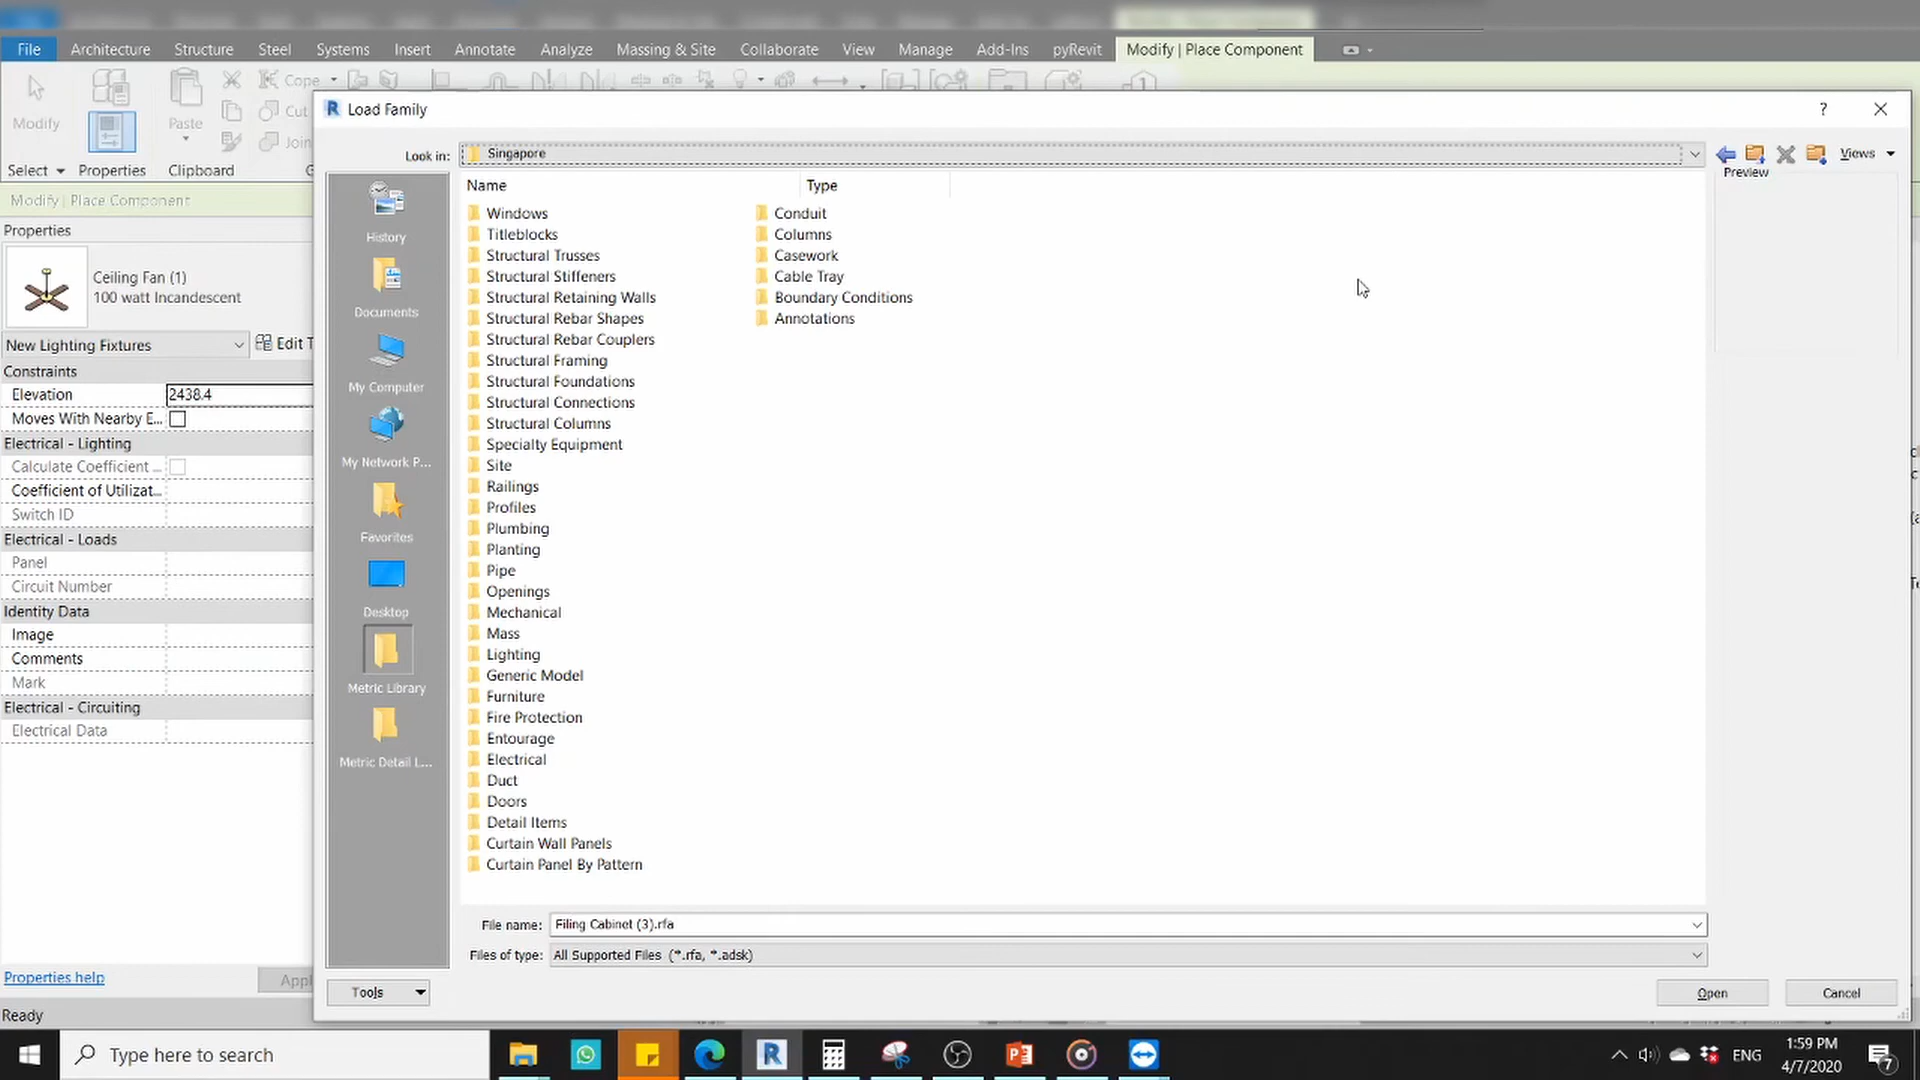 File Architecture Structure Steel Systems Insert Annotate Analyze Massing & Site Collaborate View Manage Add-Ins pyRevit Modify | Place Component
Cope
Modify Paste Cut
Join
Select Properties Clipboard
Modify | Place Component
Properties
Ceiling Fan (1)
100 watt Incandescent
New Lighting Fixtures Edit T
Constraints
Elevation 2438.4
Moves With Nearby E...
Electrical - Lighting
Calculate Coefficient ...
Coefficient of Utilizat...
Switch ID
Electrical - Loads
Panel
Circuit Number
Identity Data
Image
Comments
Mark
Electrical - Circuiting
Electrical Data
Properties help Appl
Ready
Load Family ?
Look in: Singapore Views
Preview
History
Documents
My Computer
My Network P...
Favorites
Desktop
Metric Library
Metric Detail L...
Name Type
Windows
Titleblocks
Structural Trusses
Structural Stiffeners
Structural Retaining Walls
Structural Rebar Shapes
Structural Rebar Couplers
Structural Framing
Structural Foundations
Structural Connections
Structural Columns
Specialty Equipment
Site
Railings
Profiles
Plumbing
Planting
Pipe
Openings
Mechanical
Mass
Lighting
Generic Model
Furniture
Fire Protection
Entourage
Electrical
Duct
Doors
Detail Items
Curtain Wall Panels
Curtain Panel By Pattern
Conduit
Columns
Casework
Cable Tray
Boundary Conditions
Annotations
File name: Filing Cabinet (3).rfa
Files of type: All Supported Files (*.rfa, *.adsk)
Tools Open Cancel
Type here to search
ENG
1:59 PM
4/7/2020
7